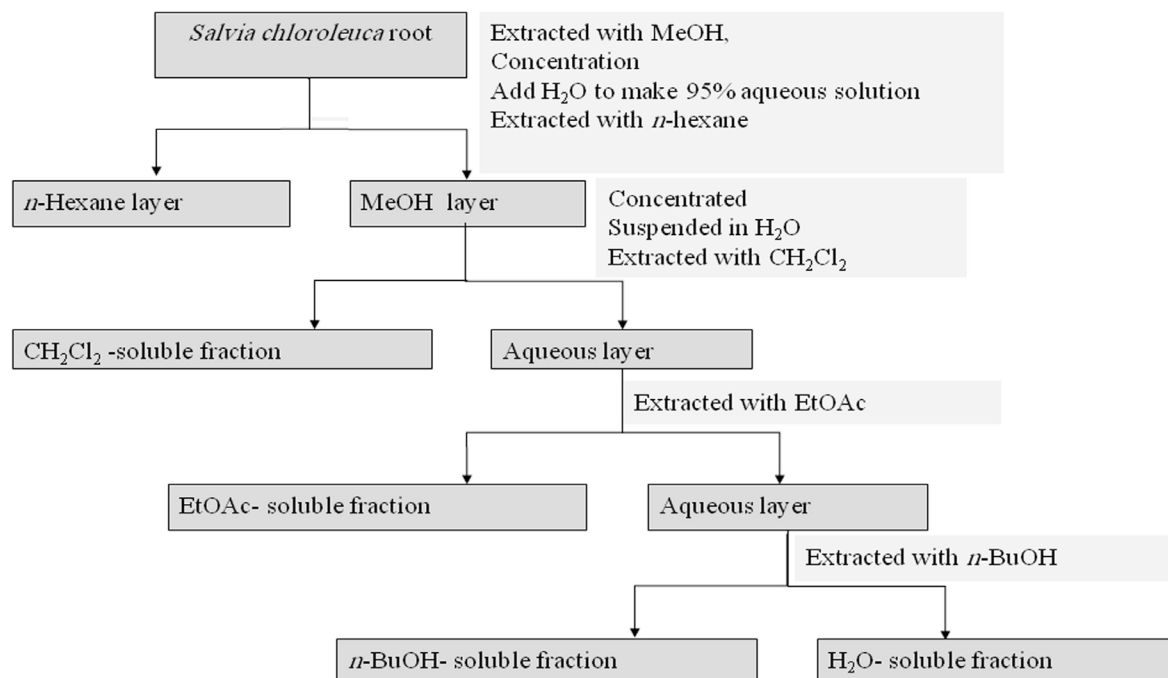 Salvia chloroleuca root
Extracted with MeOH,
Concentration
Add H₂O to make 95% aqueous solution
Extracted with n-hexane
n-Hexane layer
MeOH layer
Concentrated
Suspended in H₂O
Extracted with CH₂Cl₂
CH₂Cl₂ -soluble fraction
Aqueous layer
Extracted with EtOAc
EtOAc- soluble fraction
Aqueous layer
Extracted with n-BuOH
n-BuOH- soluble fraction
H₂O- soluble fraction